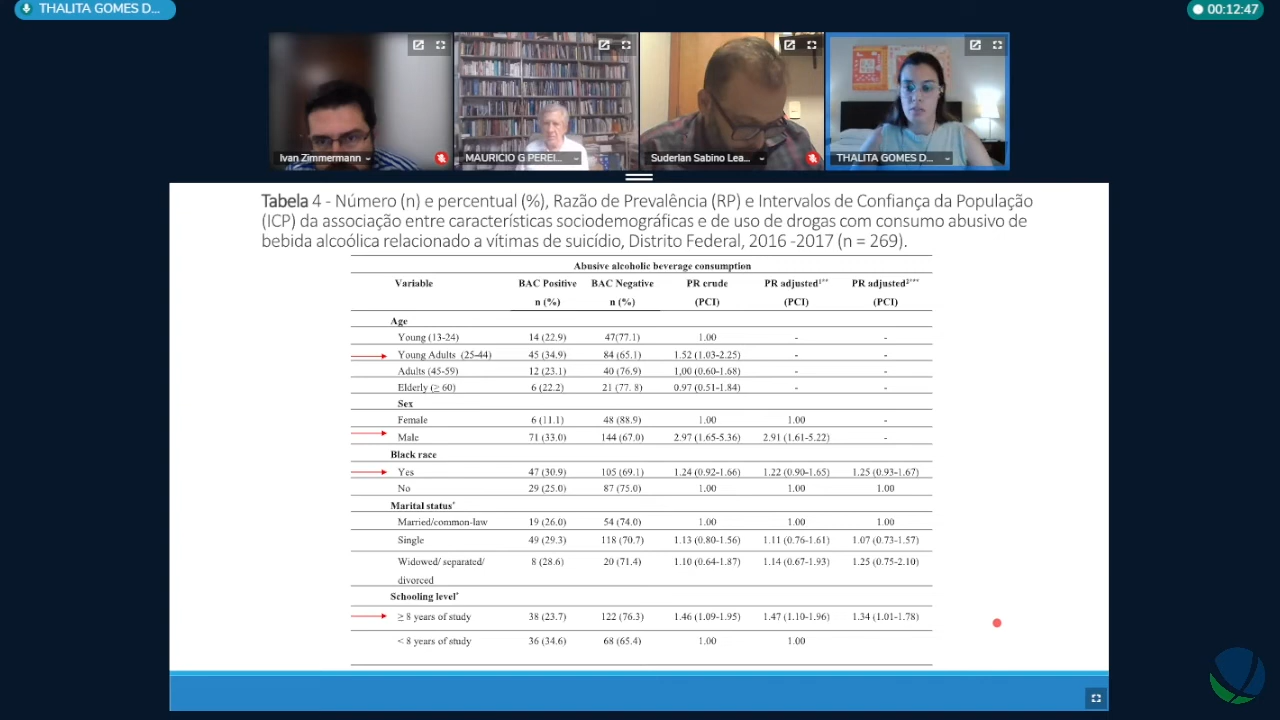 THALITA GOMES D...
00:12:47
Ivan Zimmermann
MAURICIO G PEREI...
Suderlan Sabino Lea...
THALITA GOMES D...
Tabela 4 - Número (n) e percentual (%), Razão de Prevalência (RP) e Intervalos de Confiança da População
(ICP) da associação entre características sociodemográficas e de uso de drogas com consumo abusivo de
bebida alcoólica relacionado a vítimas de suicídio, Distrito Federal, 2016 -2017 (n = 269).
Abusive alcoholic beverage consumption
Variable BAC Positive BAC Negative PR crude PR adjusted¹** PR adjusted²***
n (%) n (%) (PCI) (PCI) (PCI)
Age
Young (13-24) 14 (22.9) 47(77.1) 1.00 - -
Young Adults (25-44) 45 (34.9) 84 (65.1) 1.52 (1.03-2.25) - -
Adults (45-59) 12 (23.1) 40 (76.9) 1,00 (0.60-1.68) - -
Elderly (≥ 60) 6 (22.2) 21 (77. 8) 0.97 (0.51-1.84) - -
Sex
Female 6 (11.1) 48 (88.9) 1.00 1.00 -
Male 71 (33.0) 144 (67.0) 2.97 (1.65-5.36) 2.91 (1.61-5.22) -
Black race
Yes 47 (30.9) 105 (69.1) 1.24 (0.92-1.66) 1.22 (0.90-1.65) 1.25 (0.93-1.67)
No 29 (25.0) 87 (75.0) 1.00 1.00 1.00
Marital status*
Married/common-law 19 (26.0) 54 (74.0) 1.00 1.00 1.00
Single 49 (29.3) 118 (70.7) 1.13 (0.80-1.56) 1.11 (0.76-1.61) 1.07 (0.73-1.57)
Widowed/ separated/ 8 (28.6) 20 (71.4) 1.10 (0.64-1.87) 1.14 (0.67-1.93) 1.25 (0.75-2.10)
divorced
Schooling level*
≥ 8 years of study 38 (23.7) 122 (76.3) 1.46 (1.09-1.95) 1.47 (1.10-1.96) 1.34 (1.01-1.78)
< 8 years of study 36 (34.6) 68 (65.4) 1.00 1.00